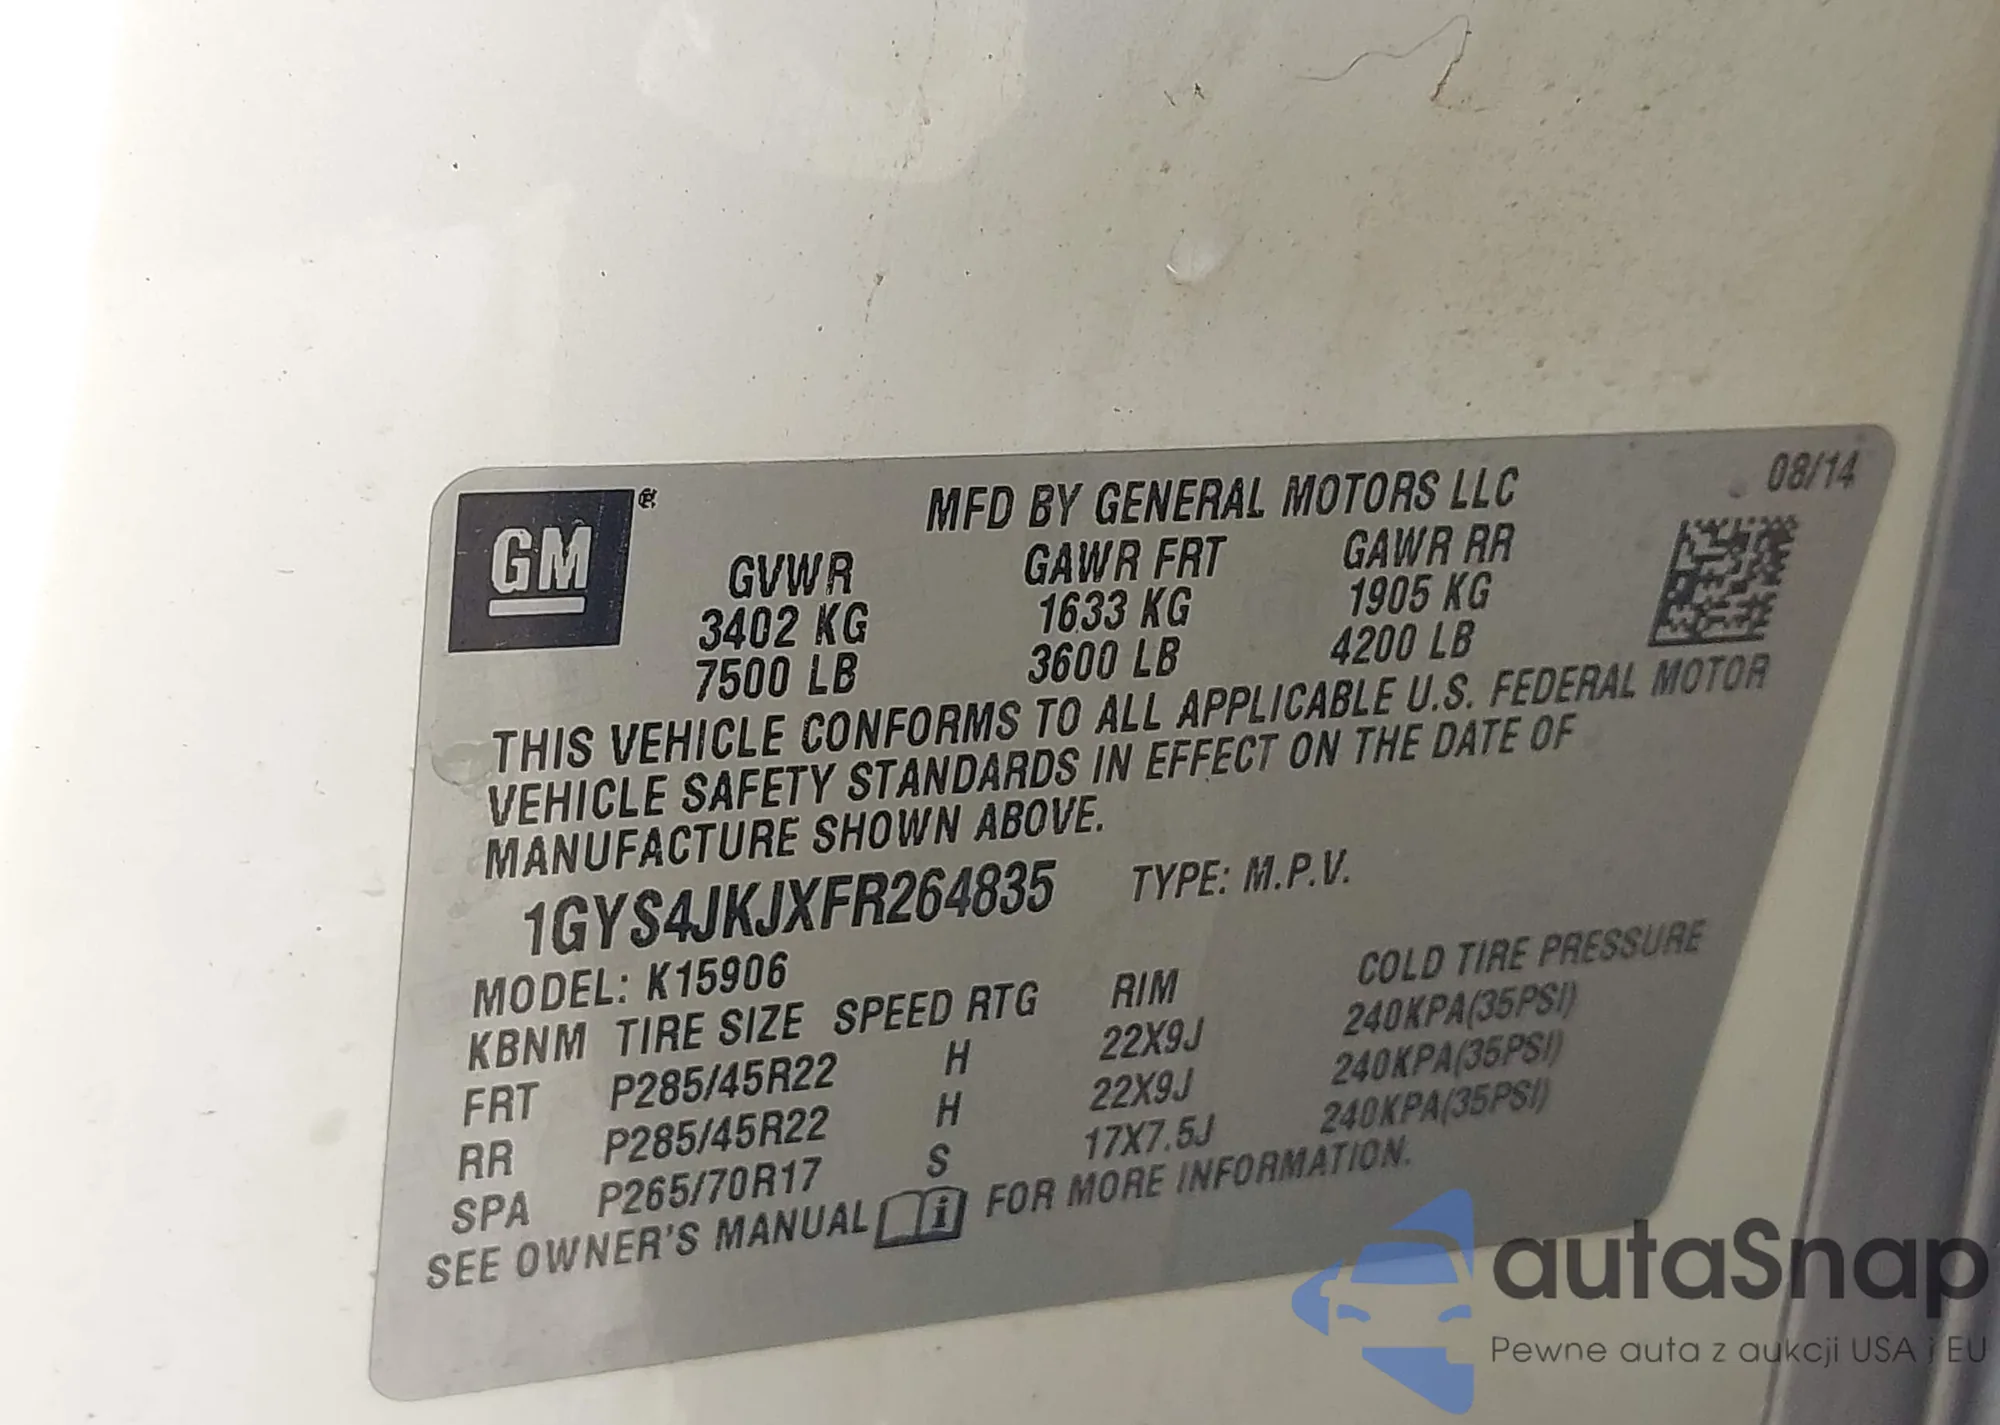 08/14
GM
MFD BY GENERAL MOTORS LLC
GVWR GAWR FRT GAWR RR
3402 KG 1633 KG 1905 KG
7500 LB 3600 LB 4200 LB
THIS VEHICLE CONFORMS TO ALL APPLICABLE U.S. FEDERAL MOTOR
VEHICLE SAFETY STANDARDS IN EFFECT ON THE DATE OF
MANUFACTURE SHOWN ABOVE.
1GYS4JKJXFR264835 TYPE: M.P.V.
MODEL: K15906
KBNM TIRE SIZE SPEED RTG RIM COLD TIRE PRESSURE
FRT P285/45R22 H 22X9J 240KPA(35PSI)
RR P285/45R22 H 22X9J 240KPA(35PSI)
SPA P265/70R17 S 17X7.5J 240KPA(35PSI)
SEE OWNER'S MANUAL i FOR MORE INFORMATION.
autaSnap
Pewne auta z aukcji USA i EU